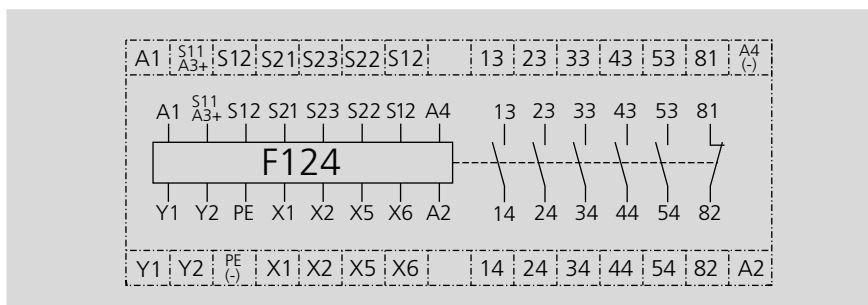 A1 S11 A3+ S12 S21 S23 S22 S12 13 23 33 43 53 81 A4 (-)
A1 S11 A3+ S12 S21 S23 S22 S12 A4 13 23 33 43 53 81
F124
Y1 Y2 PE X1 X2 X5 X6 A2 14 24 34 44 54 82
Y1 Y2 PE (-) X1 X2 X5 X6 14 24 34 44 54 82 A2